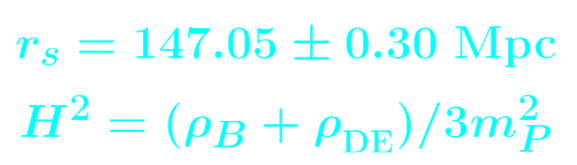 r_s = 147.05 ± 0.30 Mpc
H^2 = (ρ_B + ρ_DE)/3m_P^2